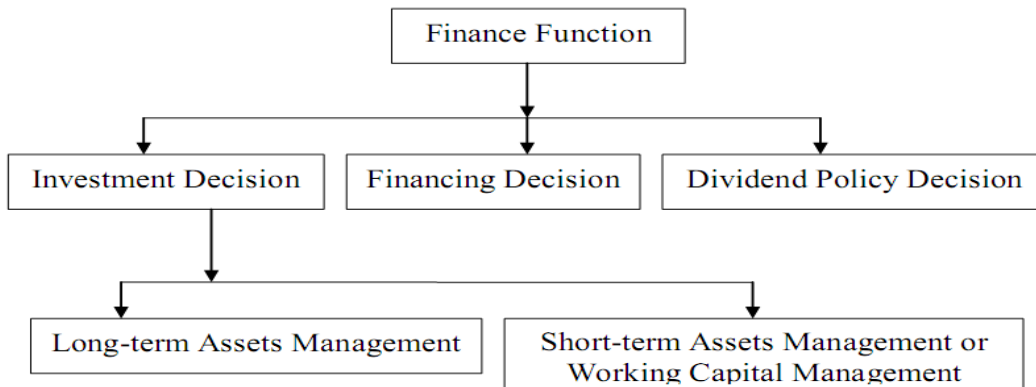 Finance Function
Investment Decision
Financing Decision
Dividend Policy Decision
Long-term Assets Management
Short-term Assets Management or
Working Capital Management